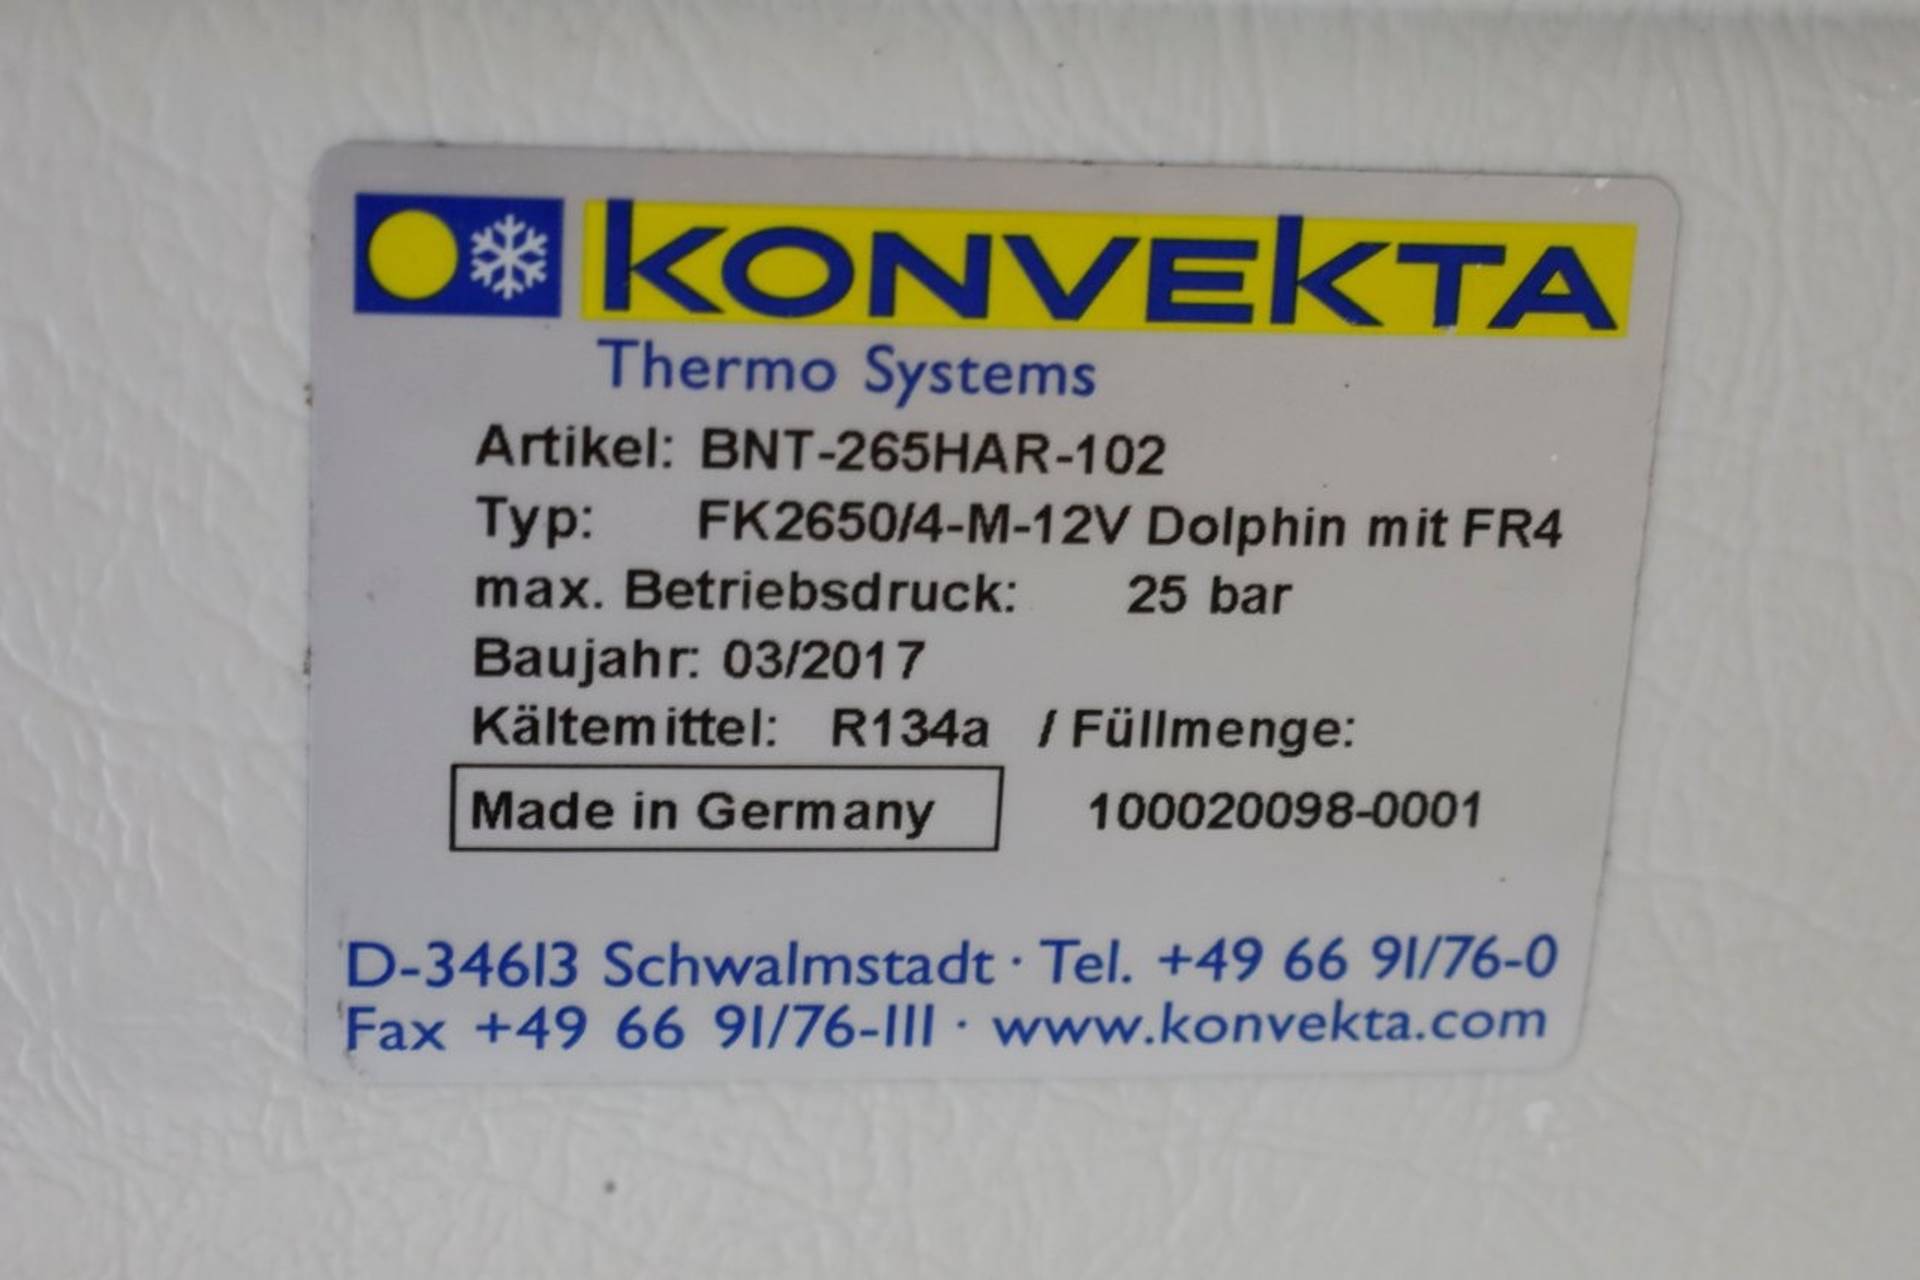 KONVEKTA
Thermo Systems
Artikel: BNT-265HAR-102
Typ: FK2650/4-M-12V Dolphin mit FR4
max. Betriebsdruck: 25 bar
Baujahr: 03/2017
Kältemittel: R134a / Füllmenge:
Made in Germany 100020098-0001
D-34613 Schwalmstadt · Tel. +49 66 91/76-0
Fax +49 66 91/76-111 · www.konvekta.com